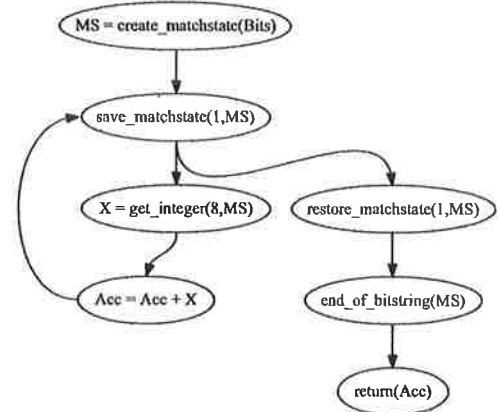 MS = create_matchstate(Bits)
save_matchstate(1,MS)
X = get_integer(8,MS)
restore_matchstate(1,MS)
Acc = Acc + X
end_of_bitstring(MS)
return(Acc)